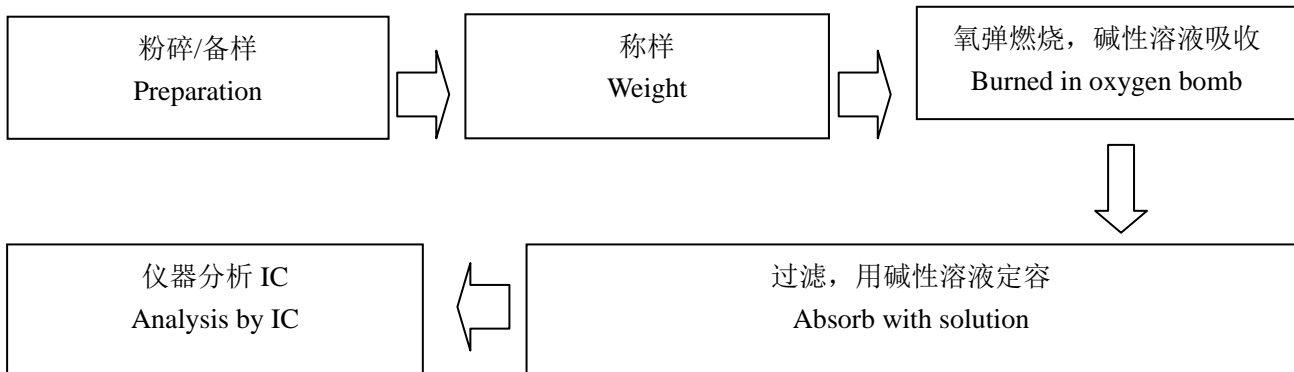 粉碎/备样
Preparation
称样
Weight
氧弹燃烧，碱性溶液吸收
Burned in oxygen bomb
过滤，用碱性溶液定容
Absorb with solution
仪器分析 IC
Analysis by IC